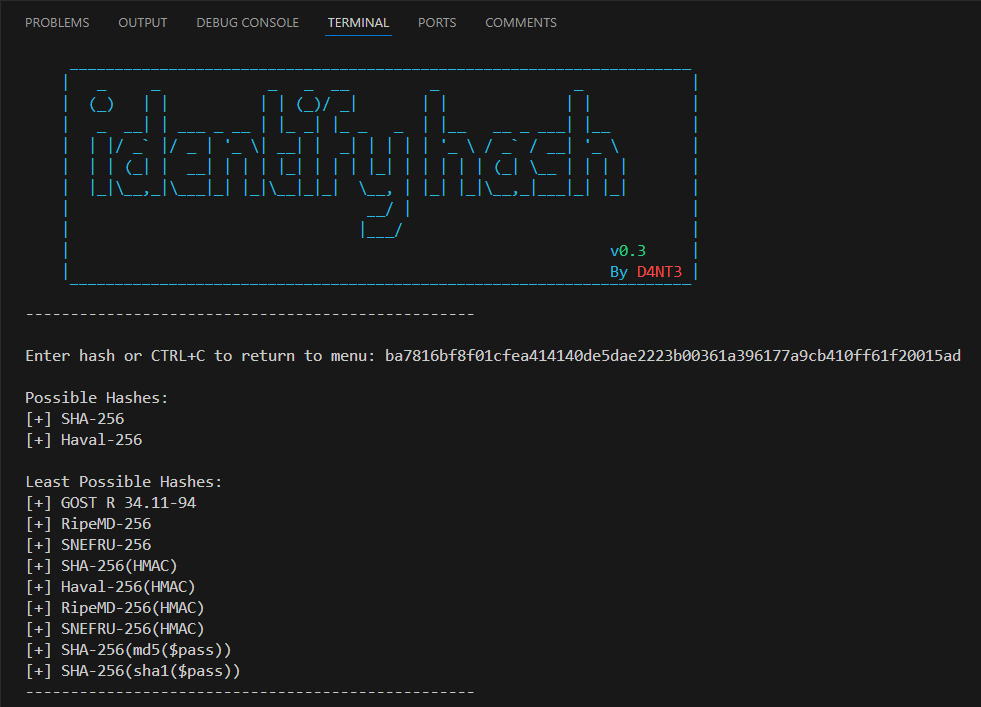 PROBLEMS OUTPUT DEBUG CONSOLE TERMINAL PORTS COMMENTS
identify hash
v0.3
By D4NT3
--------------------------------------------------
Enter hash or CTRL+C to return to menu: ba7816bf8f01cfea414140de5dae2223b00361a396177a9cb410ff61f20015ad
Possible Hashes:
[+] SHA-256
[+] Haval-256
Least Possible Hashes:
[+] GOST R 34.11-94
[+] RipeMD-256
[+] SNEFRU-256
[+] SHA-256(HMAC)
[+] Haval-256(HMAC)
[+] RipeMD-256(HMAC)
[+] SNEFRU-256(HMAC)
[+] SHA-256(md5($pass))
[+] SHA-256(sha1($pass))
--------------------------------------------------